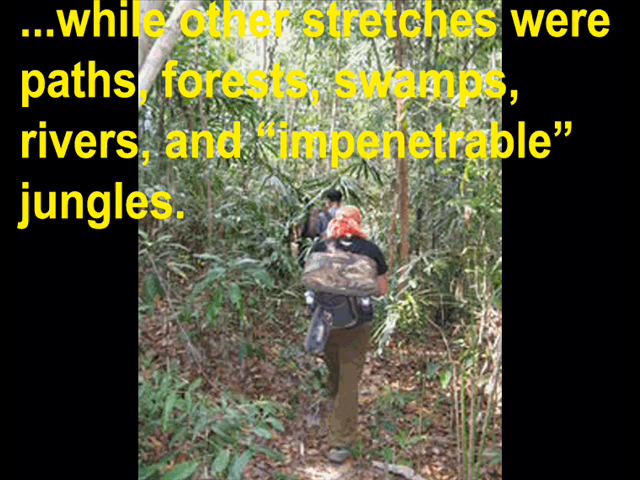 ...while other stretches were
paths, forests, swamps,
rivers, and “impenetrable”
jungles.